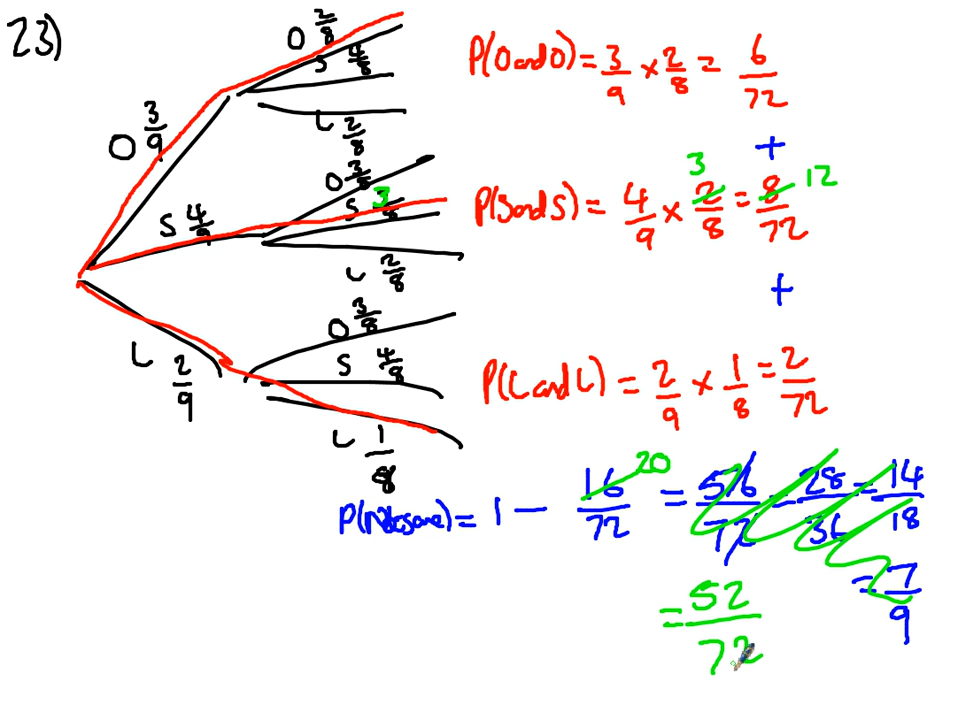 23)
O 2/8
S 4/8
L 2/8
O 3/9
O 3/8
S 3/8
S 4/9
L 2/8
O 3/8
S 4/8
L 2/9
L 1/8
P(O and O) = 3/9 × 2/8 = 6/72
+
P(S and S) = 4/9 × 2/8 3 = 8/72 12
+
P(L and L) = 2/9 × 1/8 = 2/72
P(Not same) = 1 - 16/72 20 = 56/72 = 28/36 = 14/18
= 7/9
= 52/72